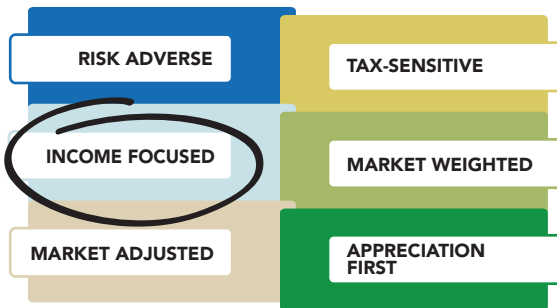 RISK ADVERSE
TAX-SENSITIVE
INCOME FOCUSED
MARKET WEIGHTED
MARKET ADJUSTED
APPRECIATION
FIRST